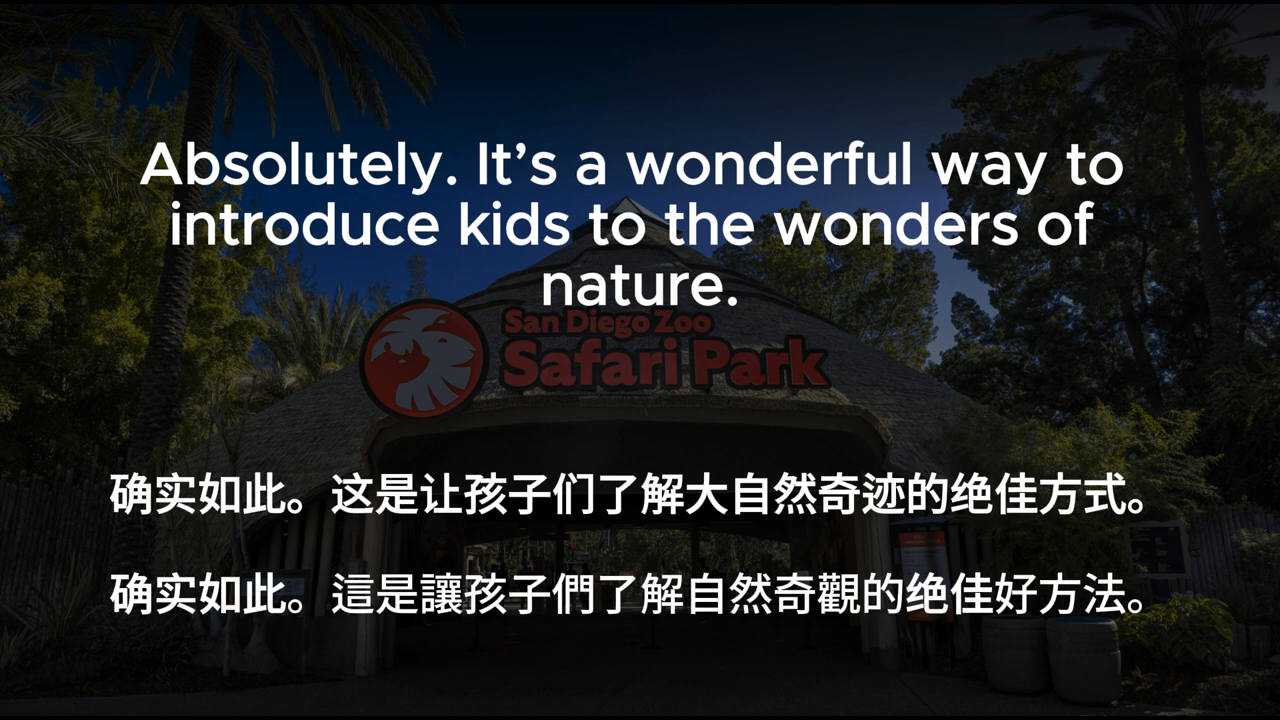 Absolutely. It’s a wonderful way to
introduce kids to the wonders of
nature.
San Diego Zoo
Safari Park
确实如此。这是让孩子们了解大自然奇迹的绝佳方式。
确实如此。這是讓孩子們了解自然奇觀的绝佳好方法。